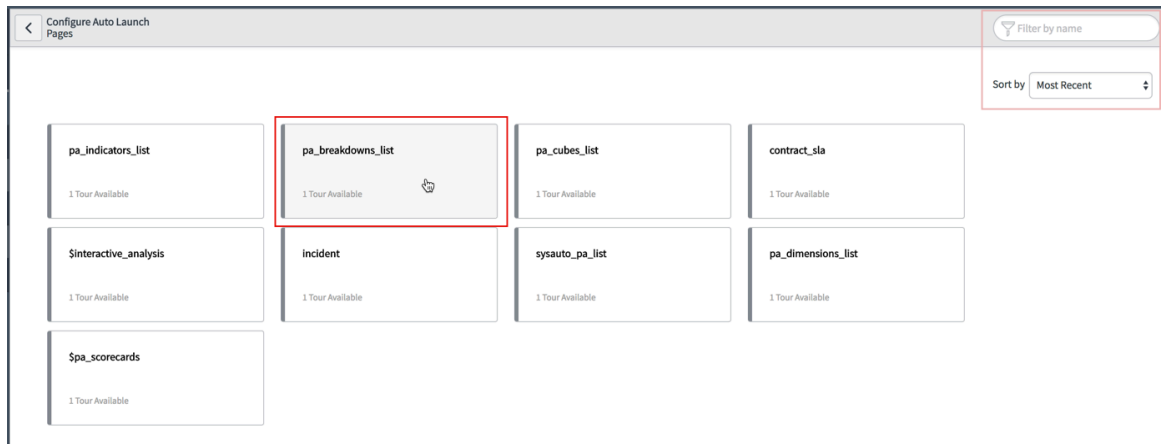 Configure Auto Launch
Pages
Filter by name
Sort by Most Recent
pa_indicators_list
1 Tour Available
pa_breakdowns_list
1 Tour Available
pa_cubes_list
1 Tour Available
contract_sla
1 Tour Available
$interactive_analysis
1 Tour Available
incident
1 Tour Available
sysauto_pa_list
1 Tour Available
pa_dimensions_list
1 Tour Available
$pa_scorecards
1 Tour Available